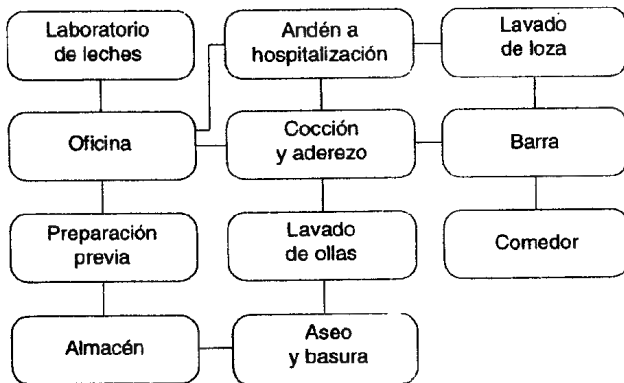 Laboratorio
de leches
Andén a
hospitalización
Lavado
de loza
Oficina
Cocción
y aderezo
Barra
Preparación
previa
Lavado
de ollas
Comedor
Almacén
Aseo
y basura